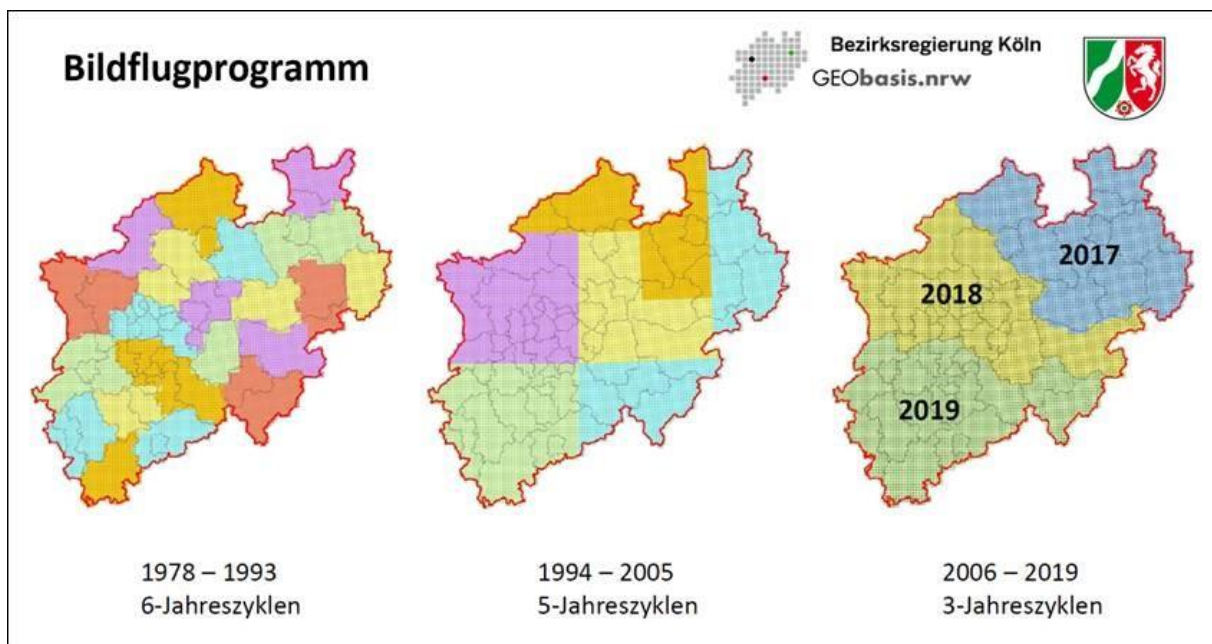 Bildflugprogramm
Bezirksregierung Köln
GEObasis.nrw
2017
2018
2019
1978 – 1993
6-Jahreszyklen
1994 – 2005
5-Jahreszyklen
2006 – 2019
3-Jahreszyklen